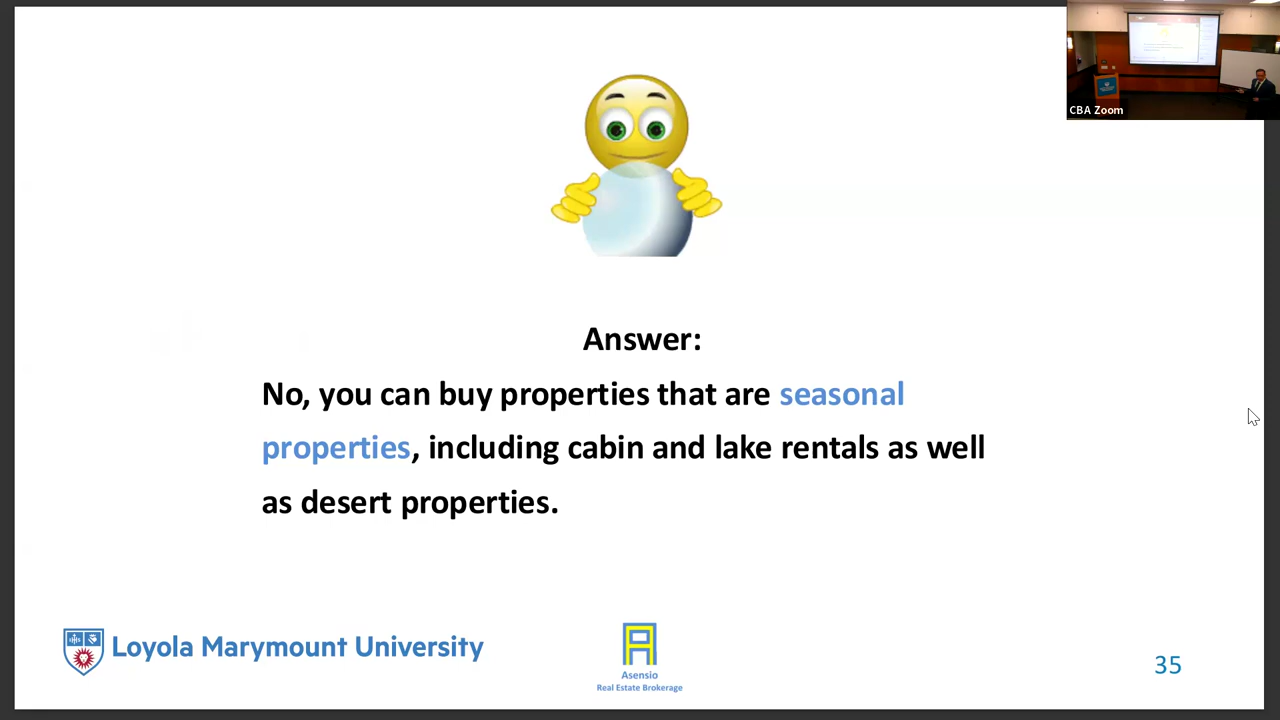 CBA Zoom
Answer:
No, you can buy properties that are seasonal
properties, including cabin and lake rentals as well
as desert properties.
Loyola Marymount University
Asensio
Real Estate Brokerage
35